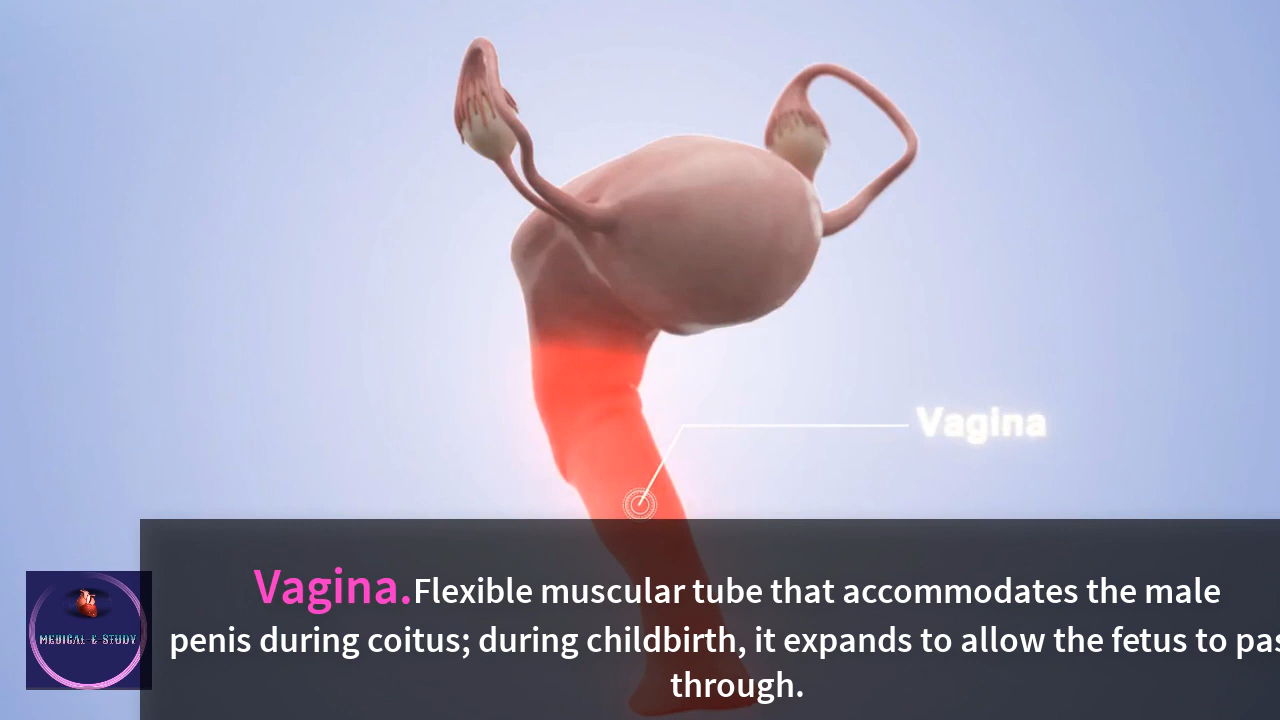 Vagina
Vagina.Flexible muscular tube that accommodates the male
penis during coitus; during childbirth, it expands to allow the fetus to pas
through.
MEDICAL E STUDY